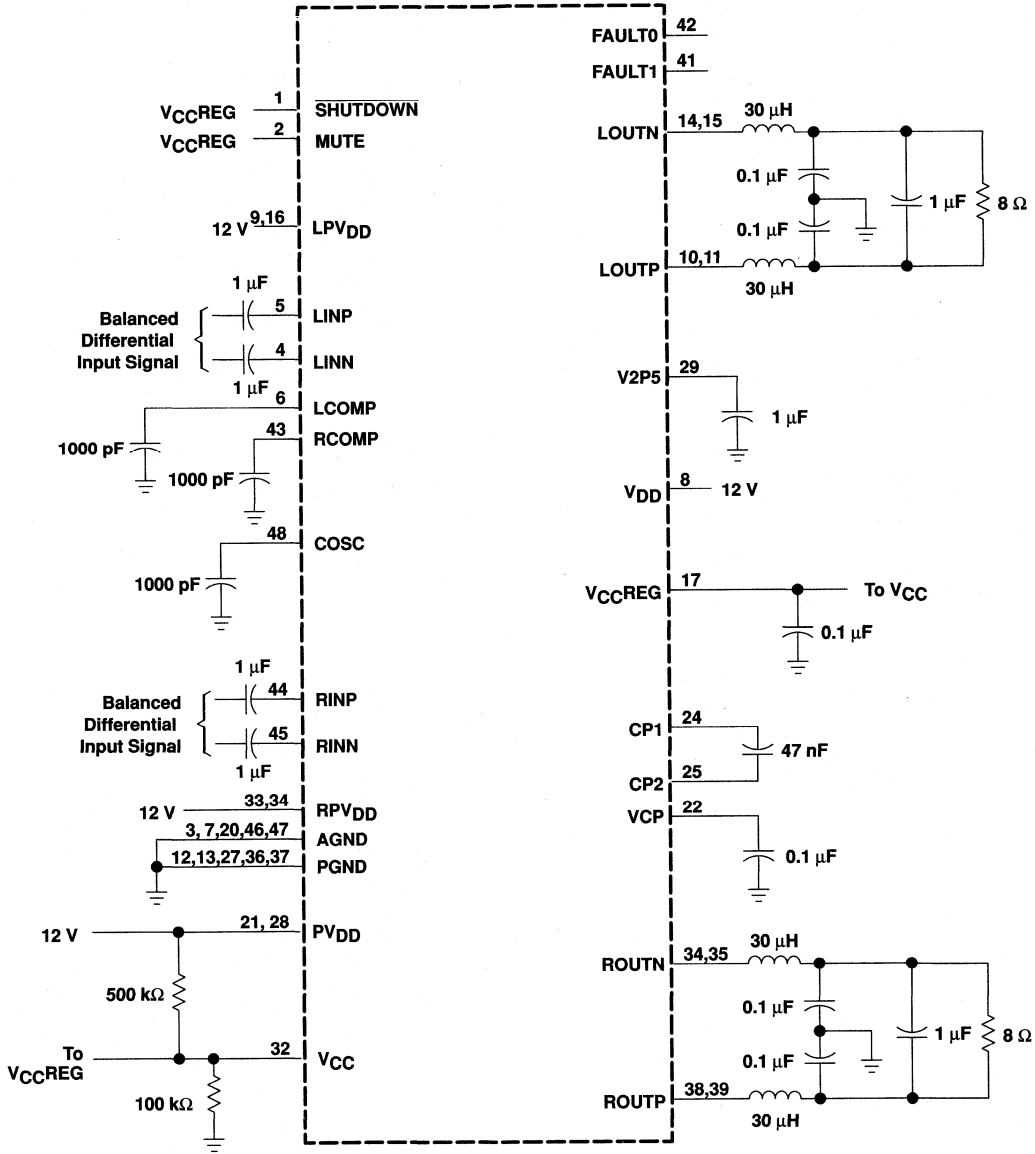 FAULT0 42
FAULT1 41
VCCREG 1 SHUTDOWN
VCCREG 2 MUTE
12 V 9,16 LPVDD
1 μF
Balanced
Differential
Input Signal
5 LINP
4 LINN
1 μF
6 LCOMP
1000 pF
43 RCOMP
1000 pF
48 COSC
1000 pF
1 μF
Balanced
Differential
Input Signal
44 RINP
45 RINN
1 μF
12 V 33,34 RPVDD
3, 7,20,46,47 AGND
12,13,27,36,37 PGND
12 V 21, 28 PVDD
500 kΩ
To
VCCREG
32 VCC
100 kΩ
LOUTN 14,15
30 μH
0.1 μF
0.1 μF
1 μF
8 Ω
LOUTP 10,11
30 μH
V2P5 29
1 μF
VDD 8 12 V
VCCREG 17 To VCC
0.1 μF
CP1 24
47 nF
CP2 25
VCP 22
0.1 μF
ROUTN 34,35
30 μH
0.1 μF
0.1 μF
1 μF
8 Ω
ROUTP 38,39
30 μH